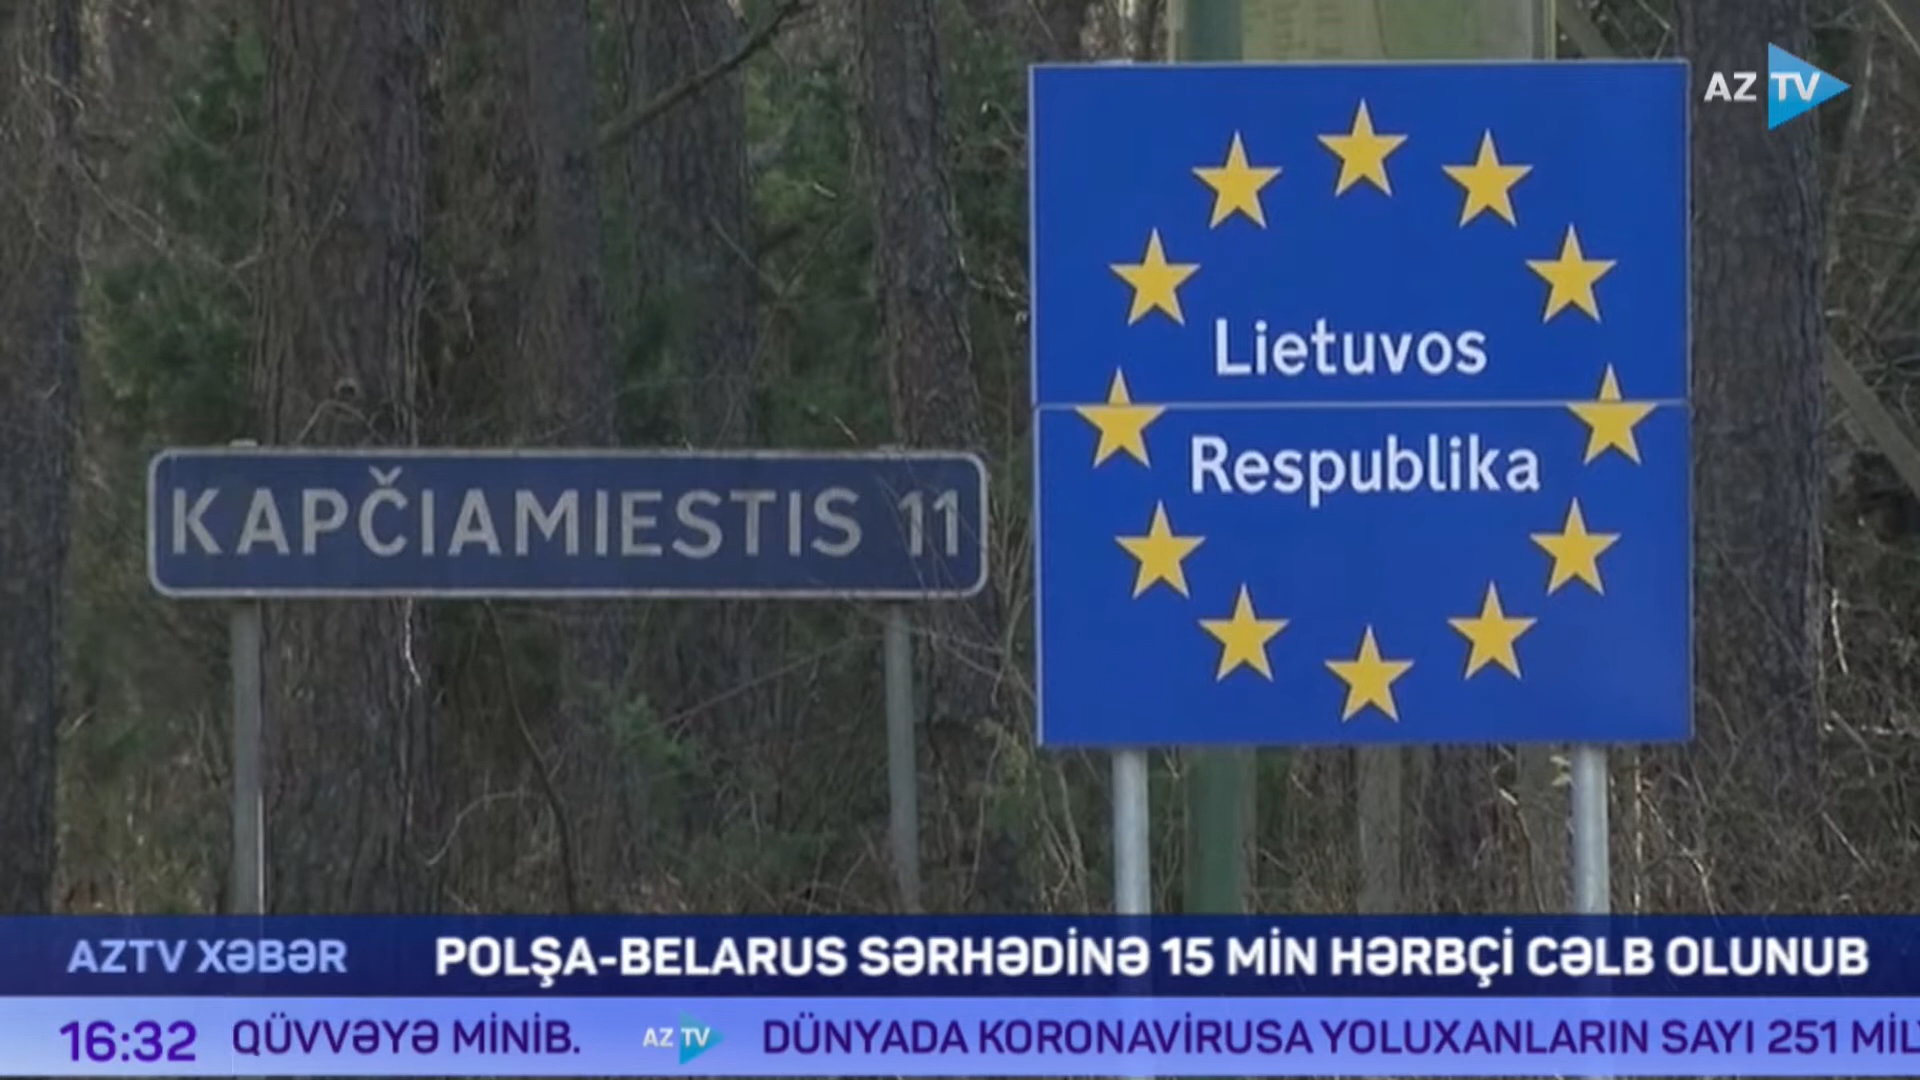 AZ TV
Lietuvos
Respublika
KAPČIAMIESTIS 11
AZTV XƏBƏR
POLŞA-BELARUS SƏRHƏDİNƏ 15 MİN HƏRBÇİ CƏLB OLUNUB
16:32
QÜVVƏYƏ MİNİB.
AZ TV
DÜNYADA KORONAVİRUSA YOLUXANLARIN SAYI 251 MİL